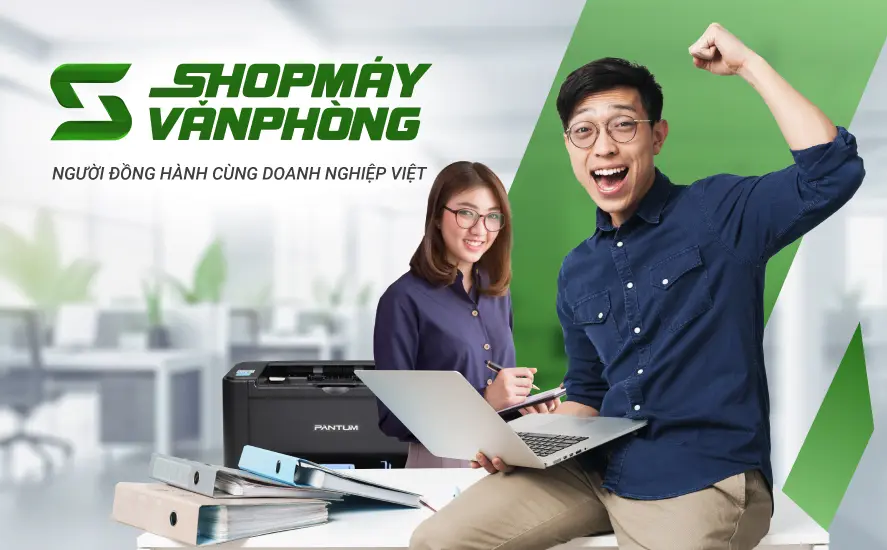 SHOPMÁY
VĂNPHÒNG
NGƯỜI ĐỒNG HÀNH CÙNG DOANH NGHIỆP VIỆT
PANTUM